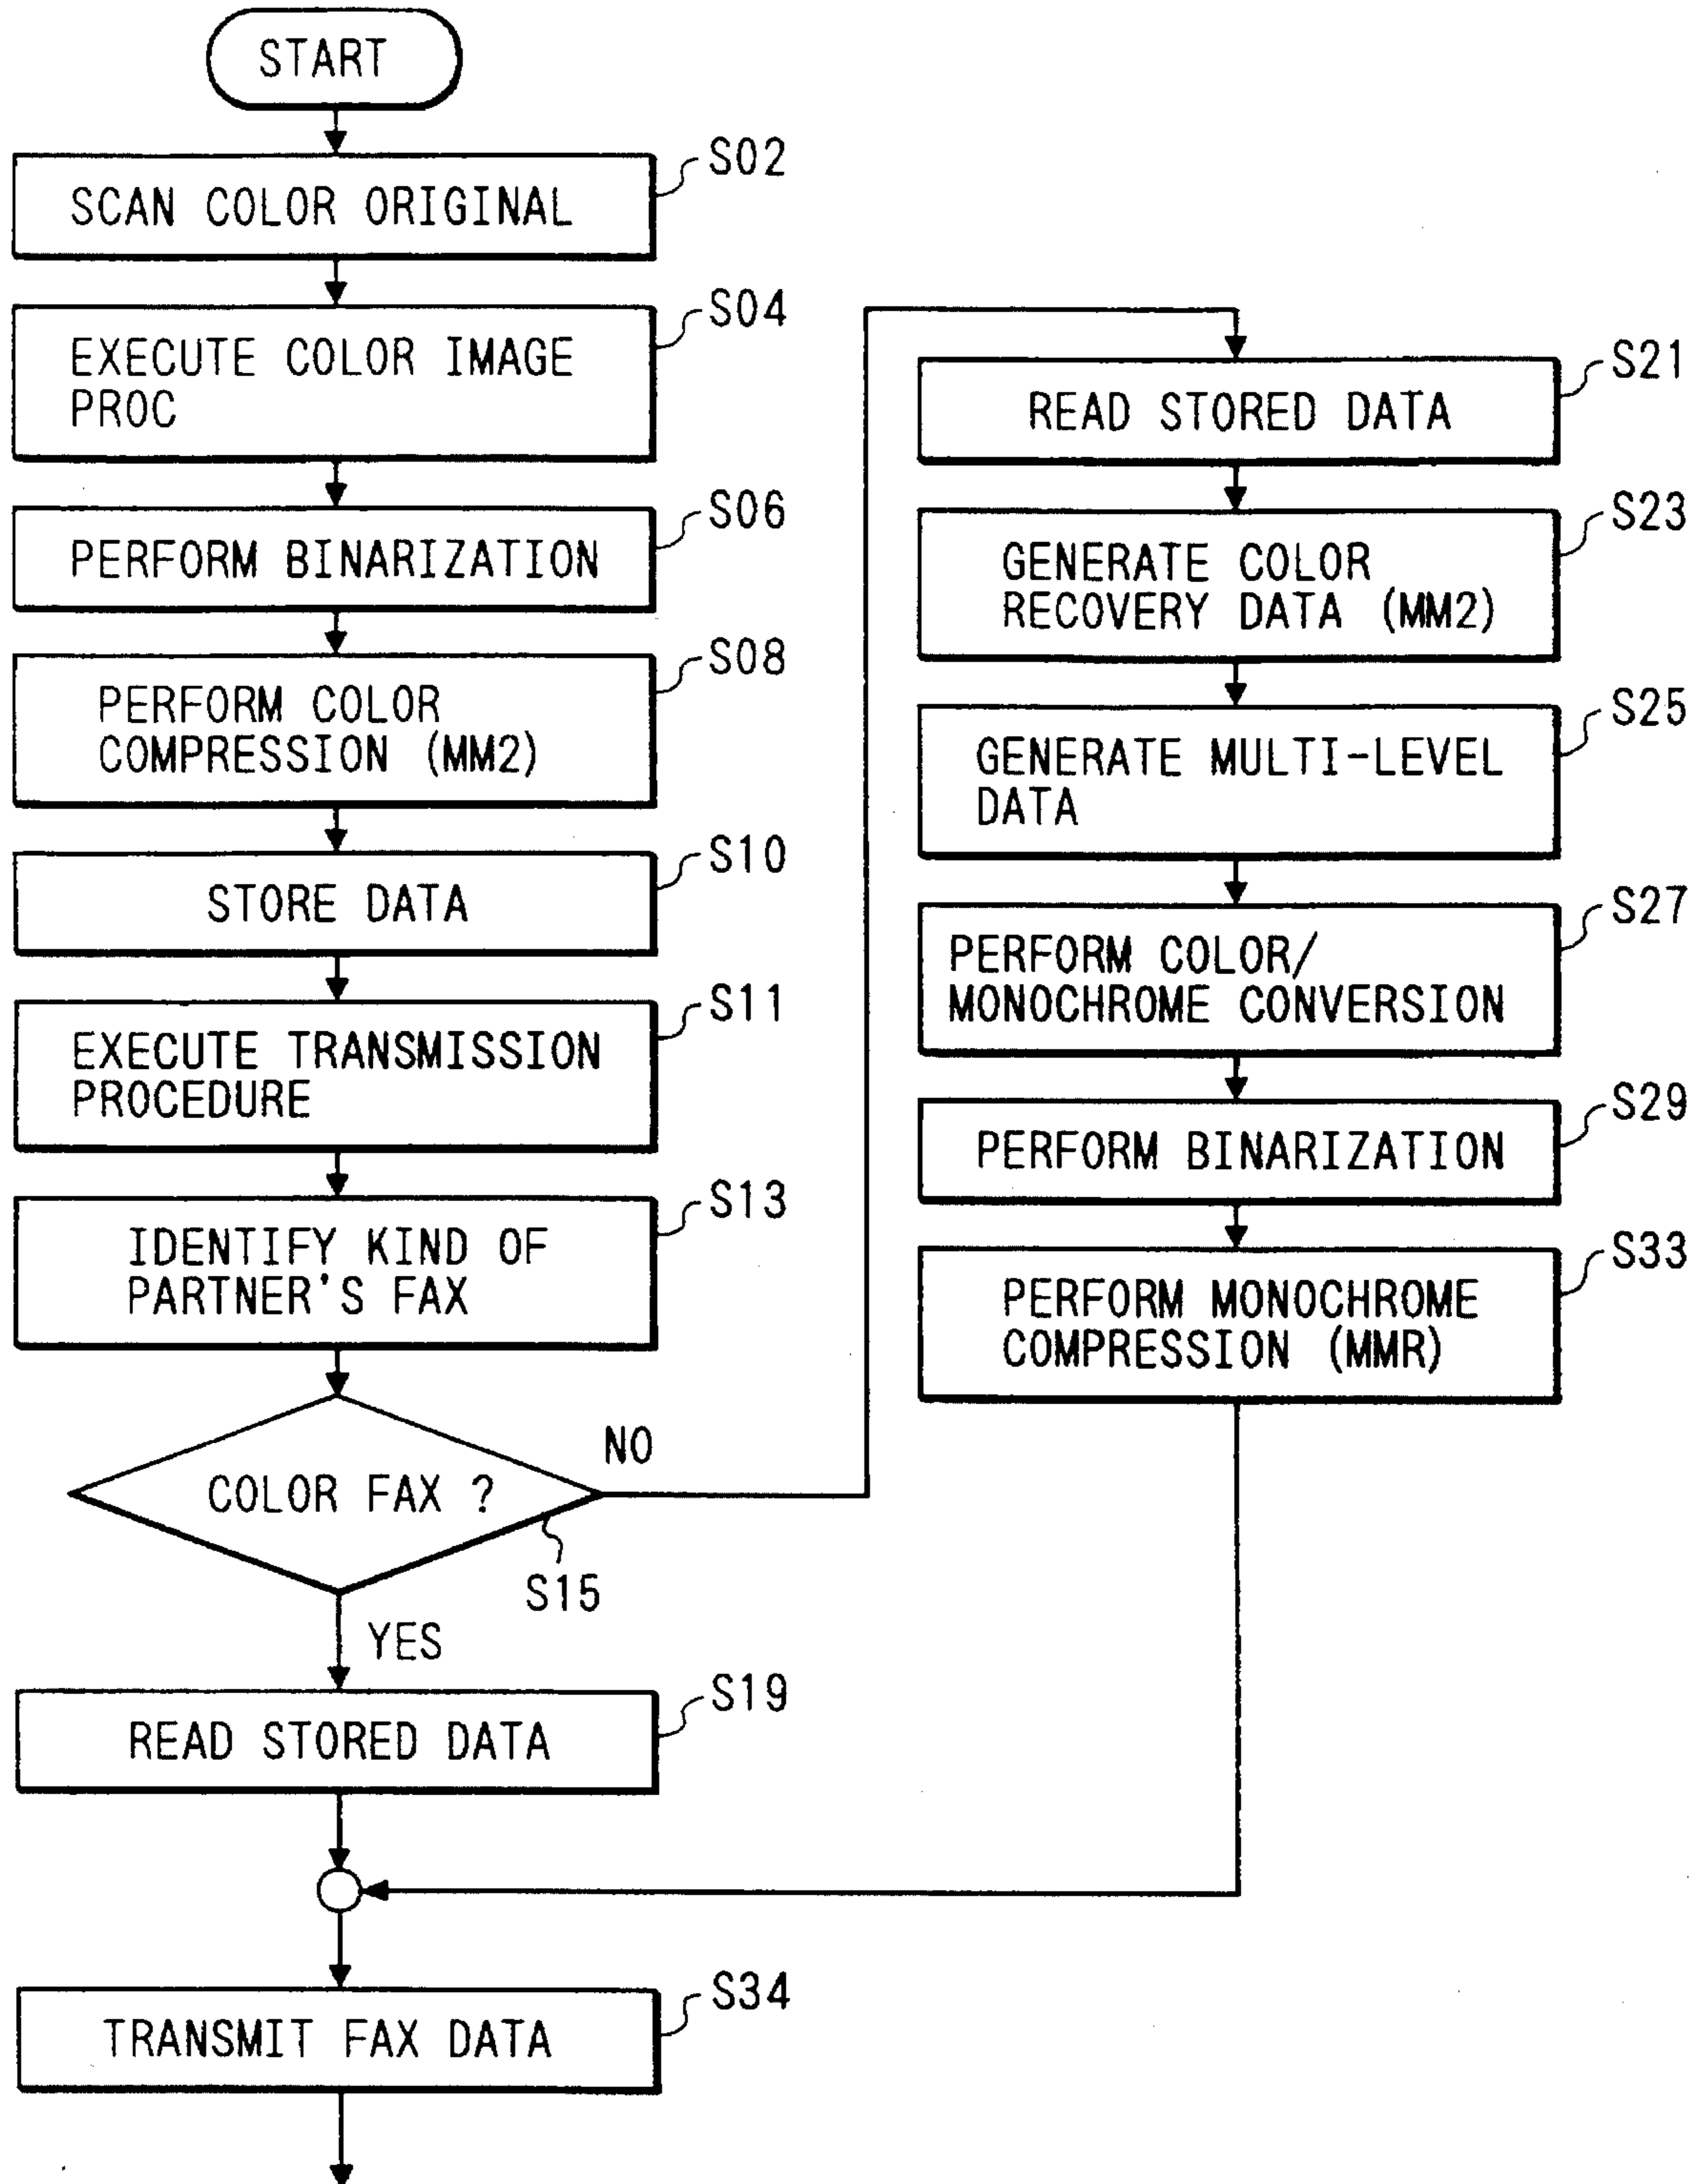 START
S02
SCAN COLOR ORIGINAL
S04
EXECUTE COLOR IMAGE
PROC
S06
PERFORM BINARIZATION
S08
PERFORM COLOR
COMPRESSION (MM2)
S10
STORE DATA
S11
EXECUTE TRANSMISSION
PROCEDURE
S13
IDENTIFY KIND OF
PARTNER'S FAX
COLOR FAX ?
NO
S15
YES
S19
READ STORED DATA
S21
READ STORED DATA
S23
GENERATE COLOR
RECOVERY DATA (MM2)
S25
GENERATE MULTI-LEVEL
DATA
S27
PERFORM COLOR/
MONOCHROME CONVERSION
S29
PERFORM BINARIZATION
S33
PERFORM MONOCHROME
COMPRESSION (MMR)
S34
TRANSMIT FAX DATA